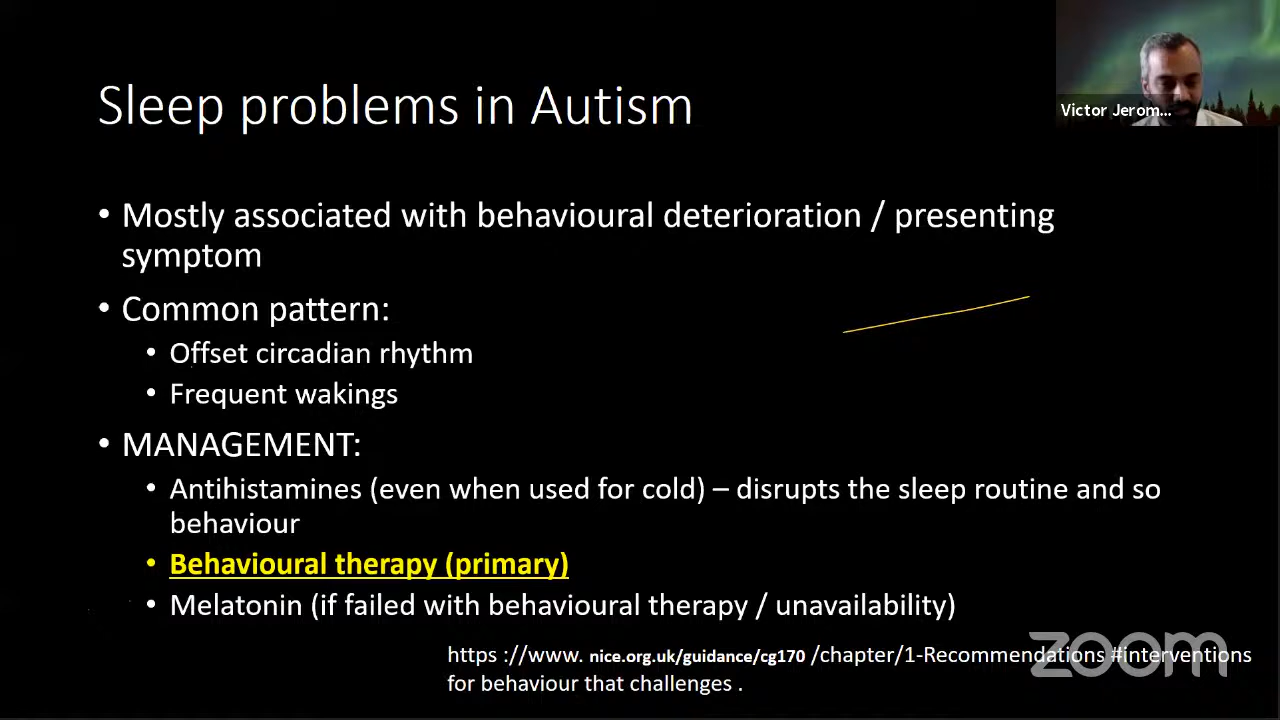 Sleep problems in Autism
Victor Jerom...
• Mostly associated with behavioural deterioration / presenting
symptom
• Common pattern:
• Offset circadian rhythm
• Frequent wakings
• MANAGEMENT:
• Antihistamines (even when used for cold) – disrupts the sleep routine and so
behaviour
• Behavioural therapy (primary)
• Melatonin (if failed with behavioural therapy / unavailability)
https ://www. nice.org.uk/guidance/cg170 /chapter/1-Recommendations #interventions
for behaviour that challenges .
zoom